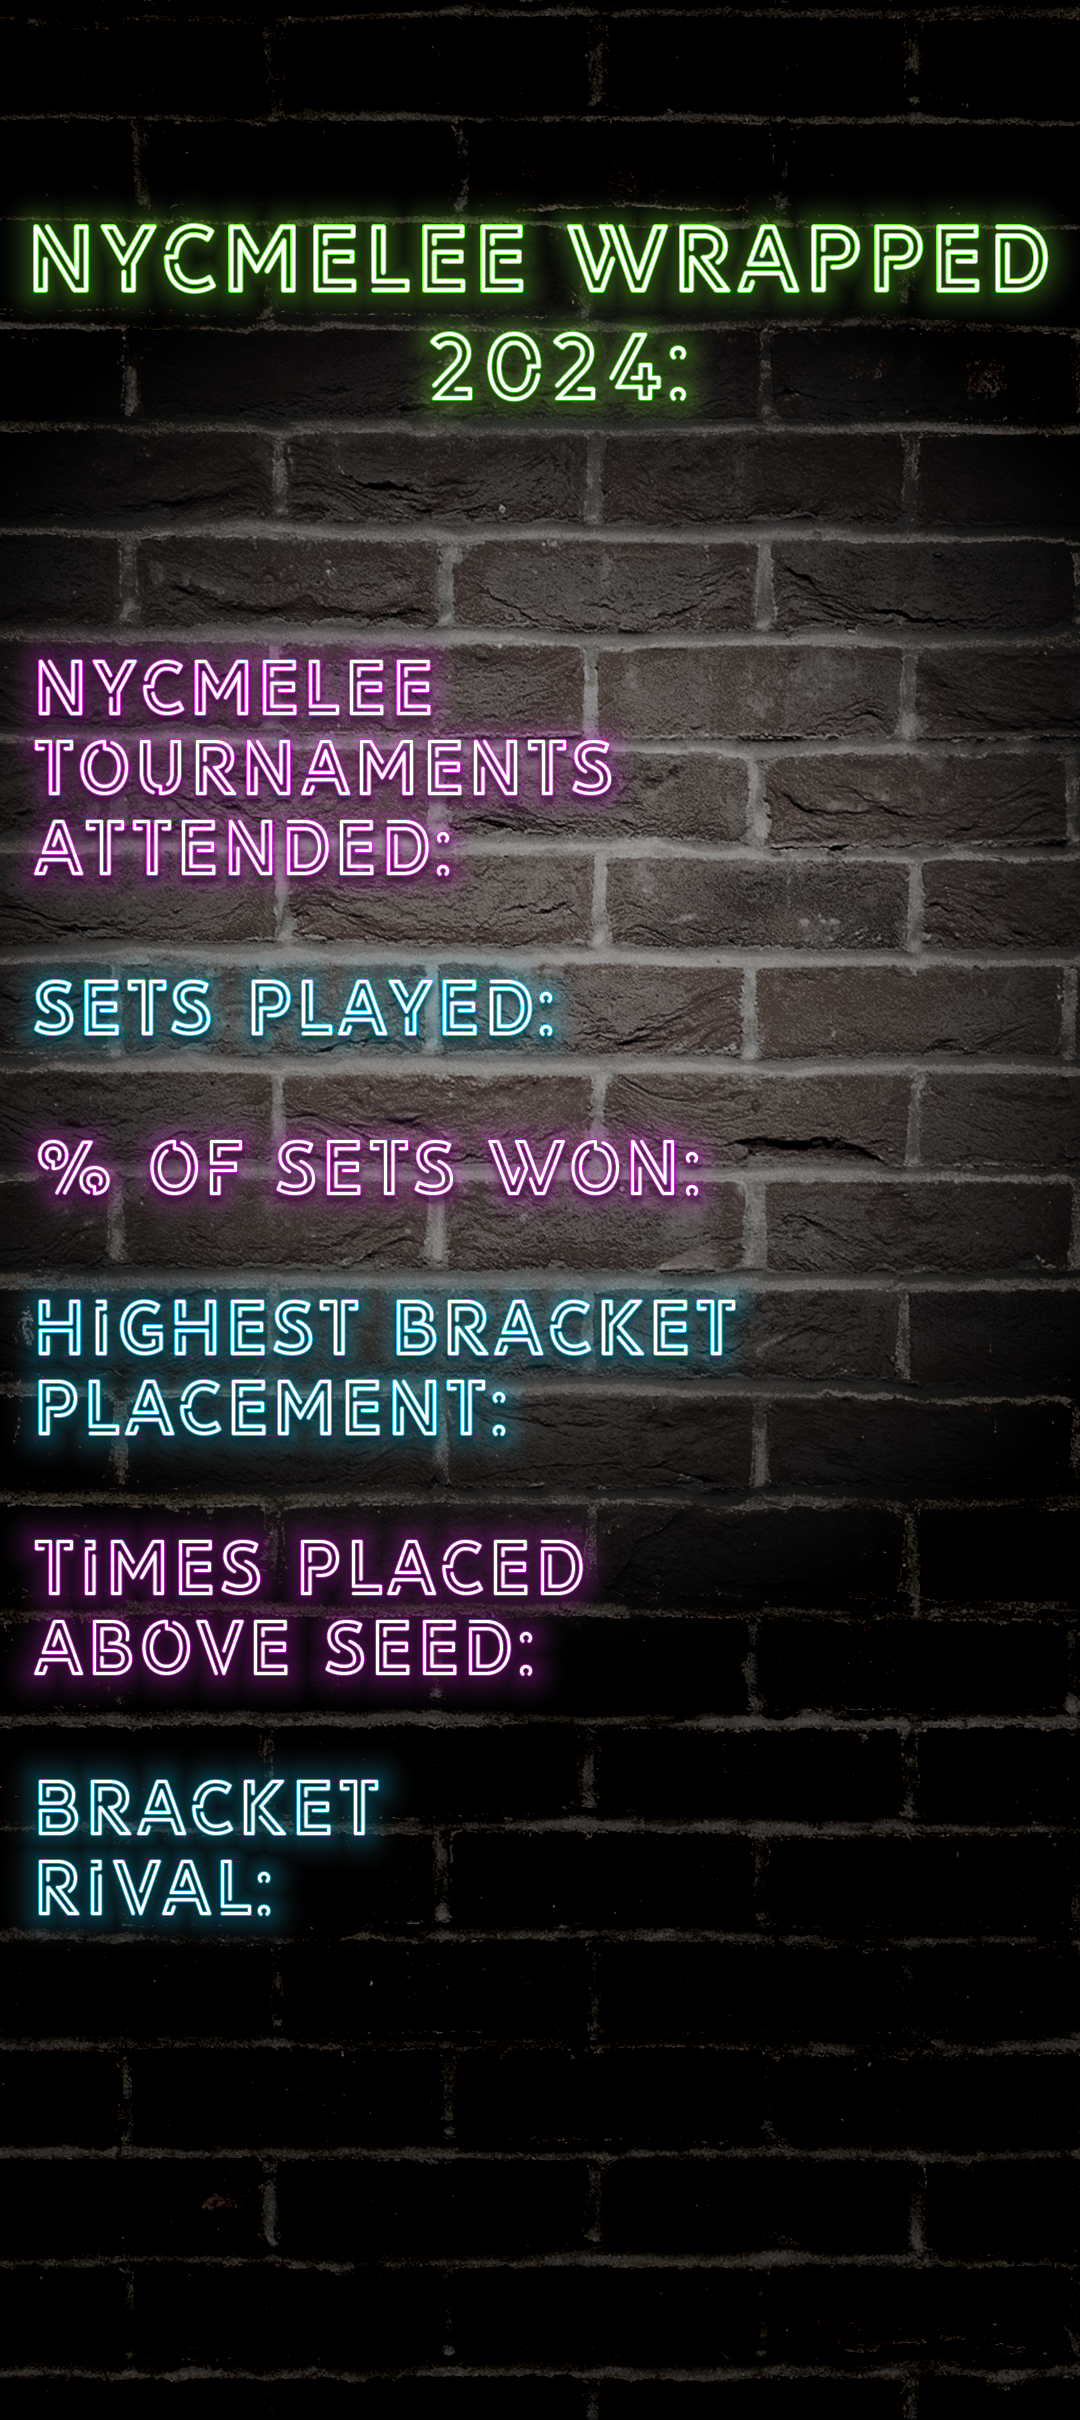 NYCMELEE WRAPPED
2024:
NYCMELEE
TOURNAMENTS
ATTENDED:
SETS PLAYED:
% OF SETS WON:
HIGHEST BRACKET
PLACEMENT:
TIMES PLACED
ABOVE SEED:
BRACKET
RIVAL: